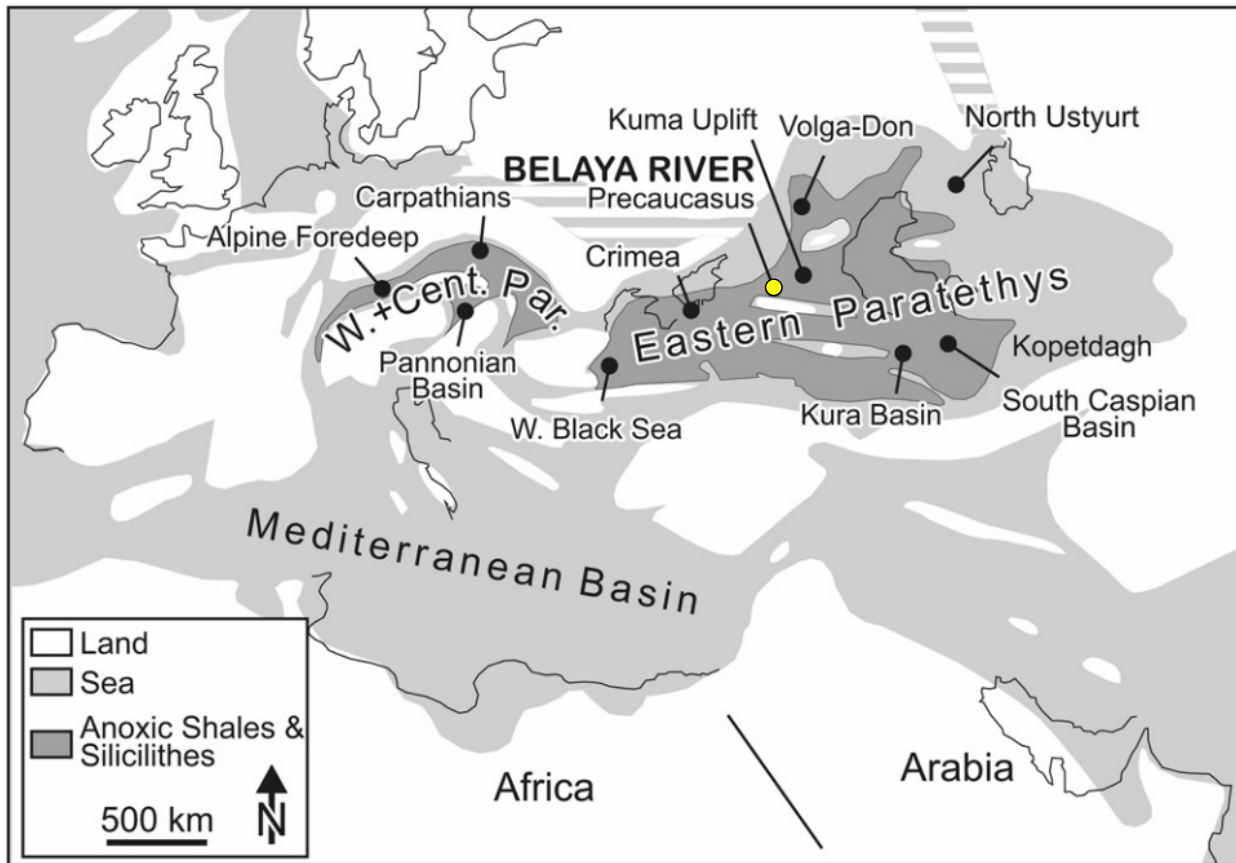 North Ustyurt
Kuma Uplift
Volga-Don
BELAYA RIVER
Precaucasus
Carpathians
Alpine Foredeep
Crimea
W.+Cent. Par.
Eastern Paratethys
Pannonian
Basin
Kopetdagh
W. Black Sea
Kura Basin
South Caspian
Basin
Mediterranean Basin
Land
Sea
Anoxic Shales &
Silicilithes
500 km
N
Africa
Arabia